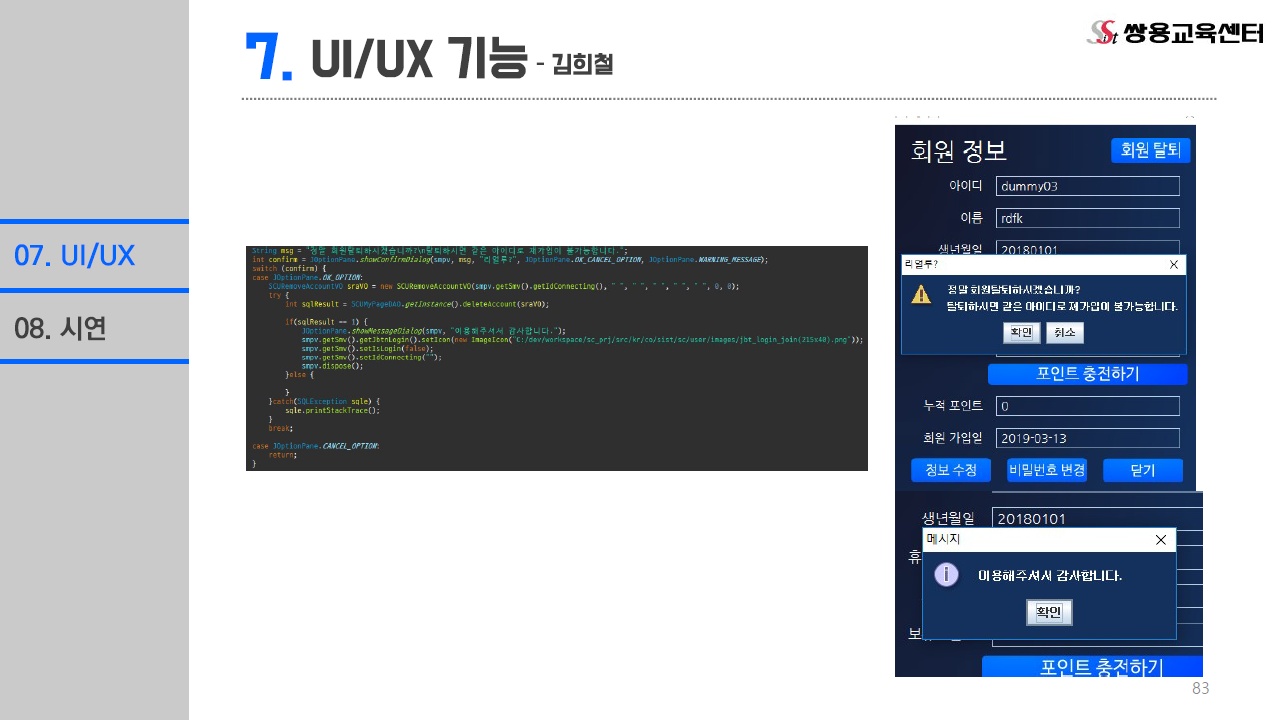 7. UI/UX 기능 - 김희철
Sist 쌍용교육센터
07. UI/UX
08. 시연
String msg = "정말 회원탈퇴하시겠습니까?\n탈퇴하시면 같은 아이디로 재가입이 불가능합니다.";
int confirm = JOptionPane.showConfirmDialog(smpv, msg, "리얼루?", JOptionPane.OK_CANCEL_OPTION, JOptionPane.WARNING_MESSAGE);
switch (confirm) {
case JOptionPane.OK_OPTION:
SCURemoveAccountVO sraVO = new SCURemoveAccountVO(smpv.getSmv().getIdConnecting(), " ", " ", " ", " ", " ", " ", 0, 0);
try {
int sqlResult = SCUMyPageDAO.getInstance().deleteAccount(sraVO);
if(sqlResult == 1) {
JOptionPane.showMessageDialog(smpv, "이용해주셔서 감사합니다.");
smpv.getSmv().getJbtnLogin().setIcon(new ImageIcon("C:/dev/workspace/sc_prj/src/kr/co/sist/sc/user/images/jbt_login_join(215x40).png"));
smpv.getSmv().setIsLogin(false);
smpv.getSmv().setIdConnecting("");
smpv.dispose();
}else {
}
}catch(SQLException sqle) {
sqle.printStackTrace();
}
break;
case JOptionPane.CANCEL_OPTION:
return;
}
회원 정보
회원 탈퇴
아이디 dummy03
이름 rdfk
생년월일 20180101
리얼루?
정말 회원탈퇴하시겠습니까?
탈퇴하시면 같은 아이디로 재가입이 불가능합니다.
확인 취소
포인트 충전하기
누적 포인트 0
회원 가입일 2019-03-13
정보 수정 비밀번호 변경 닫기
생년월일 20180101
메시지
휴
이용해주셔서 감사합니다.
확인
보
포인트 충전하기
83